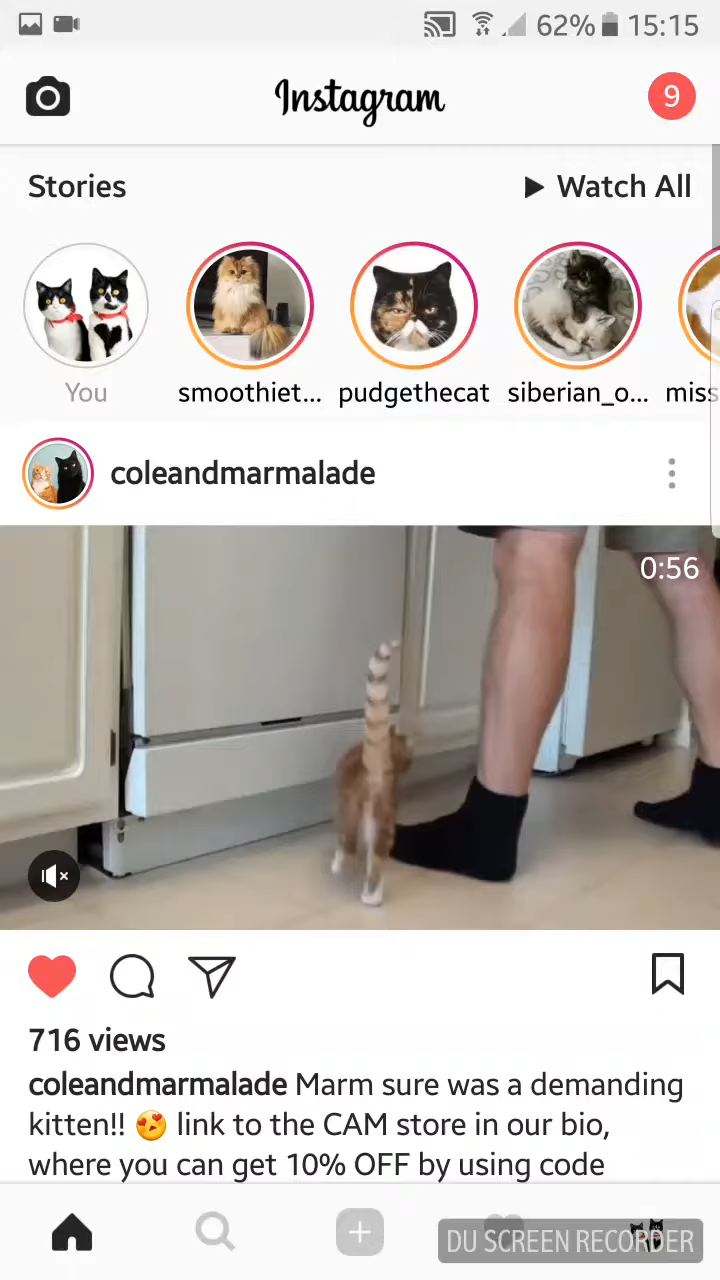 62% 15:15
Instagram
9
Stories
Watch All
You
smoothiet...
pudgethecat
siberian_o...
miss
coleandmarmalade
0:56
716 views
coleandmarmalade Marm sure was a demanding
kitten!! 😍 link to the CAM store in our bio,
where you can get 10% OFF by using code
DU SCREEN RECORDER